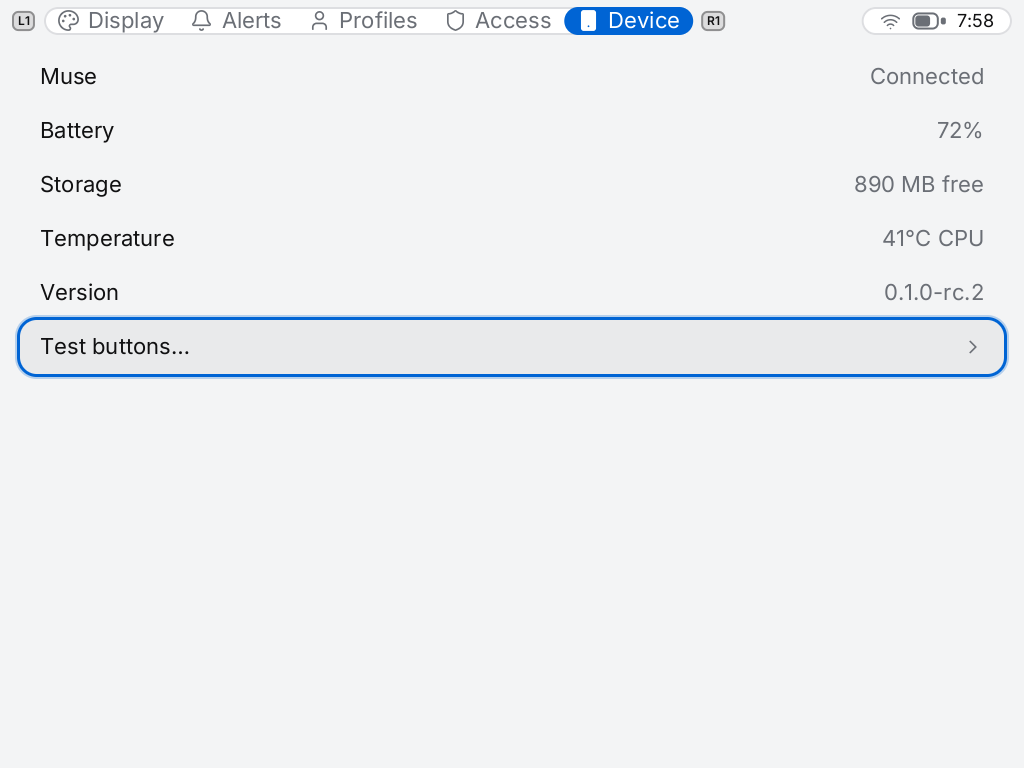 L1 Display Alerts Profiles Access Device R1 7:58
Muse Connected
Battery 72%
Storage 890 MB free
Temperature 41°C CPU
Version 0.1.0-rc.2
Test buttons...